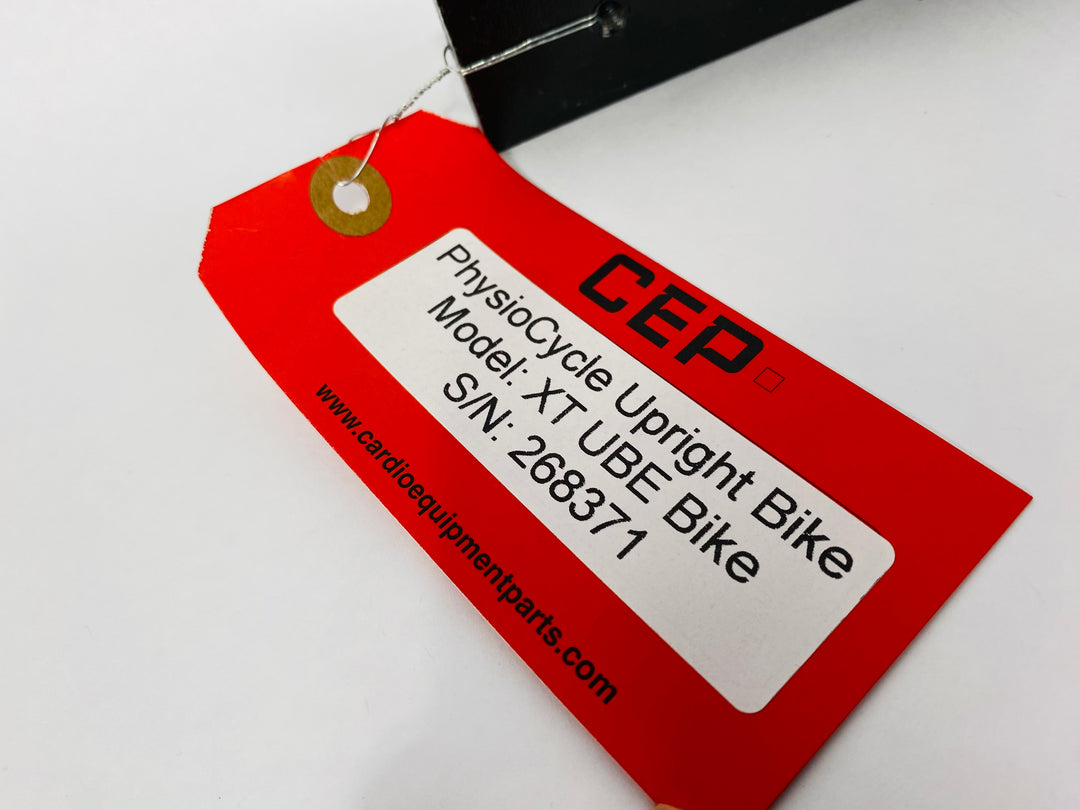 CEP
PhysioCycle Upright Bike
Model: XT UBE Bike
S/N: 268371
www.cardioequipmentparts.com